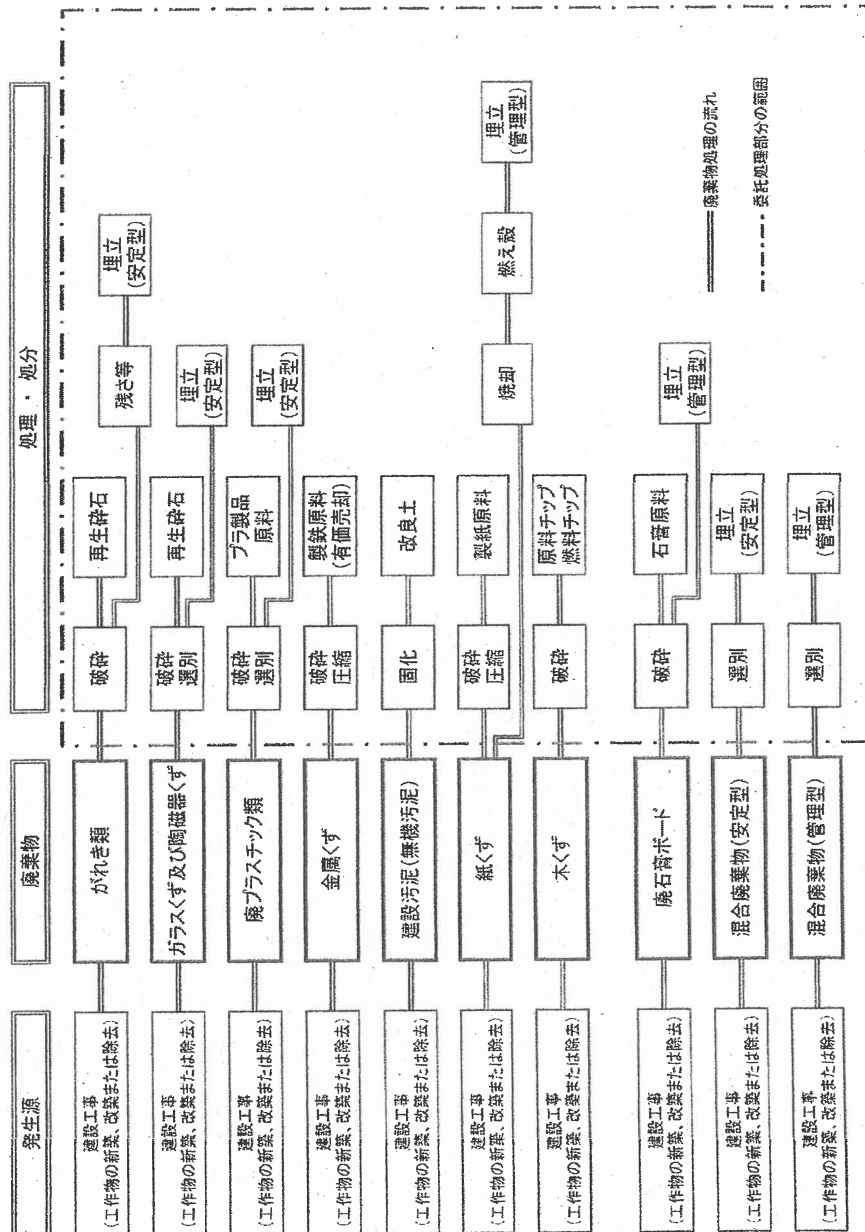 発生源
廃棄物
処理・処分
建設工事
(工作物の新築、改築または除去)
がれき類
破砕
再生砕石
残さ等
埋立
(安定型)
建設工事
(工作物の新築、改築または除去)
ガラスくず及び陶磁器くず
破砕
選別
再生砕石
埋立
(安定型)
建設工事
(工作物の新築、改築または除去)
廃プラスチック類
破砕
選別
プラ製品
原料
埋立
(安定型)
建設工事
(工作物の新築、改築または除去)
金属くず
破砕
圧縮
製鉄原料
(有価売却)
建設工事
(工作物の新築、改築または除去)
建設汚泥(無機汚泥)
固化
改良土
建設工事
(工作物の新築、改築または除去)
紙くず
破砕
圧縮
製紙原料
焼却
燃え殻
埋立
(管理型)
建設工事
(工作物の新築、改築または除去)
木くず
破砕
原料チップ
燃料チップ
建設工事
(工作物の新築、改築または除去)
廃石膏ボード
破砕
石膏原料
埋立
(管理型)
建設工事
(工作物の新築、改築または除去)
混合廃棄物(安定型)
選別
埋立
(安定型)
建設工事
(工作物の新築、改築または除去)
混合廃棄物(管理型)
選別
埋立
(管理型)
廃棄物処理の流れ
委託処理部分の範囲